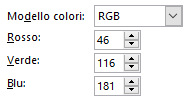 Modello colori: RGB
Rosso: 46
Verde: 116
Blu: 181